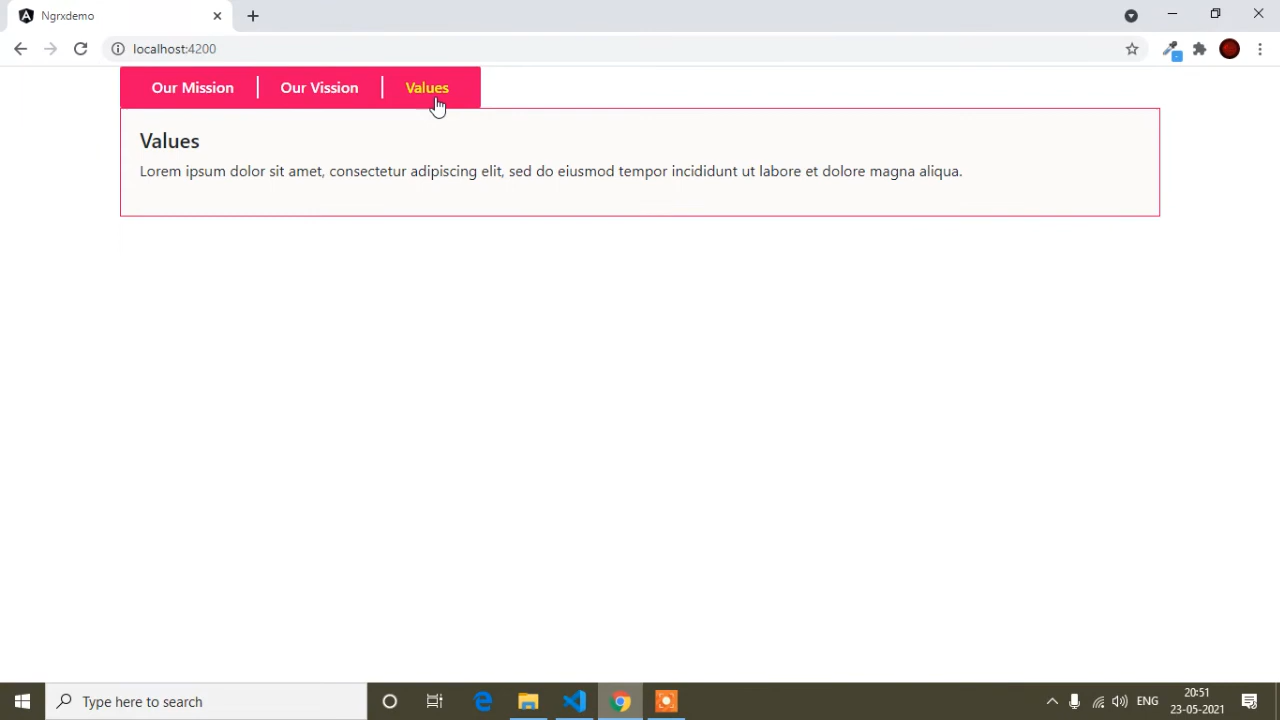 Ngrxdemo
localhost:4200
Our Mission Our Vission Values
Values
Lorem ipsum dolor sit amet, consectetur adipiscing elit, sed do eiusmod tempor incididunt ut labore et dolore magna aliqua.
Type here to search
ENG
20:51
23-05-2021